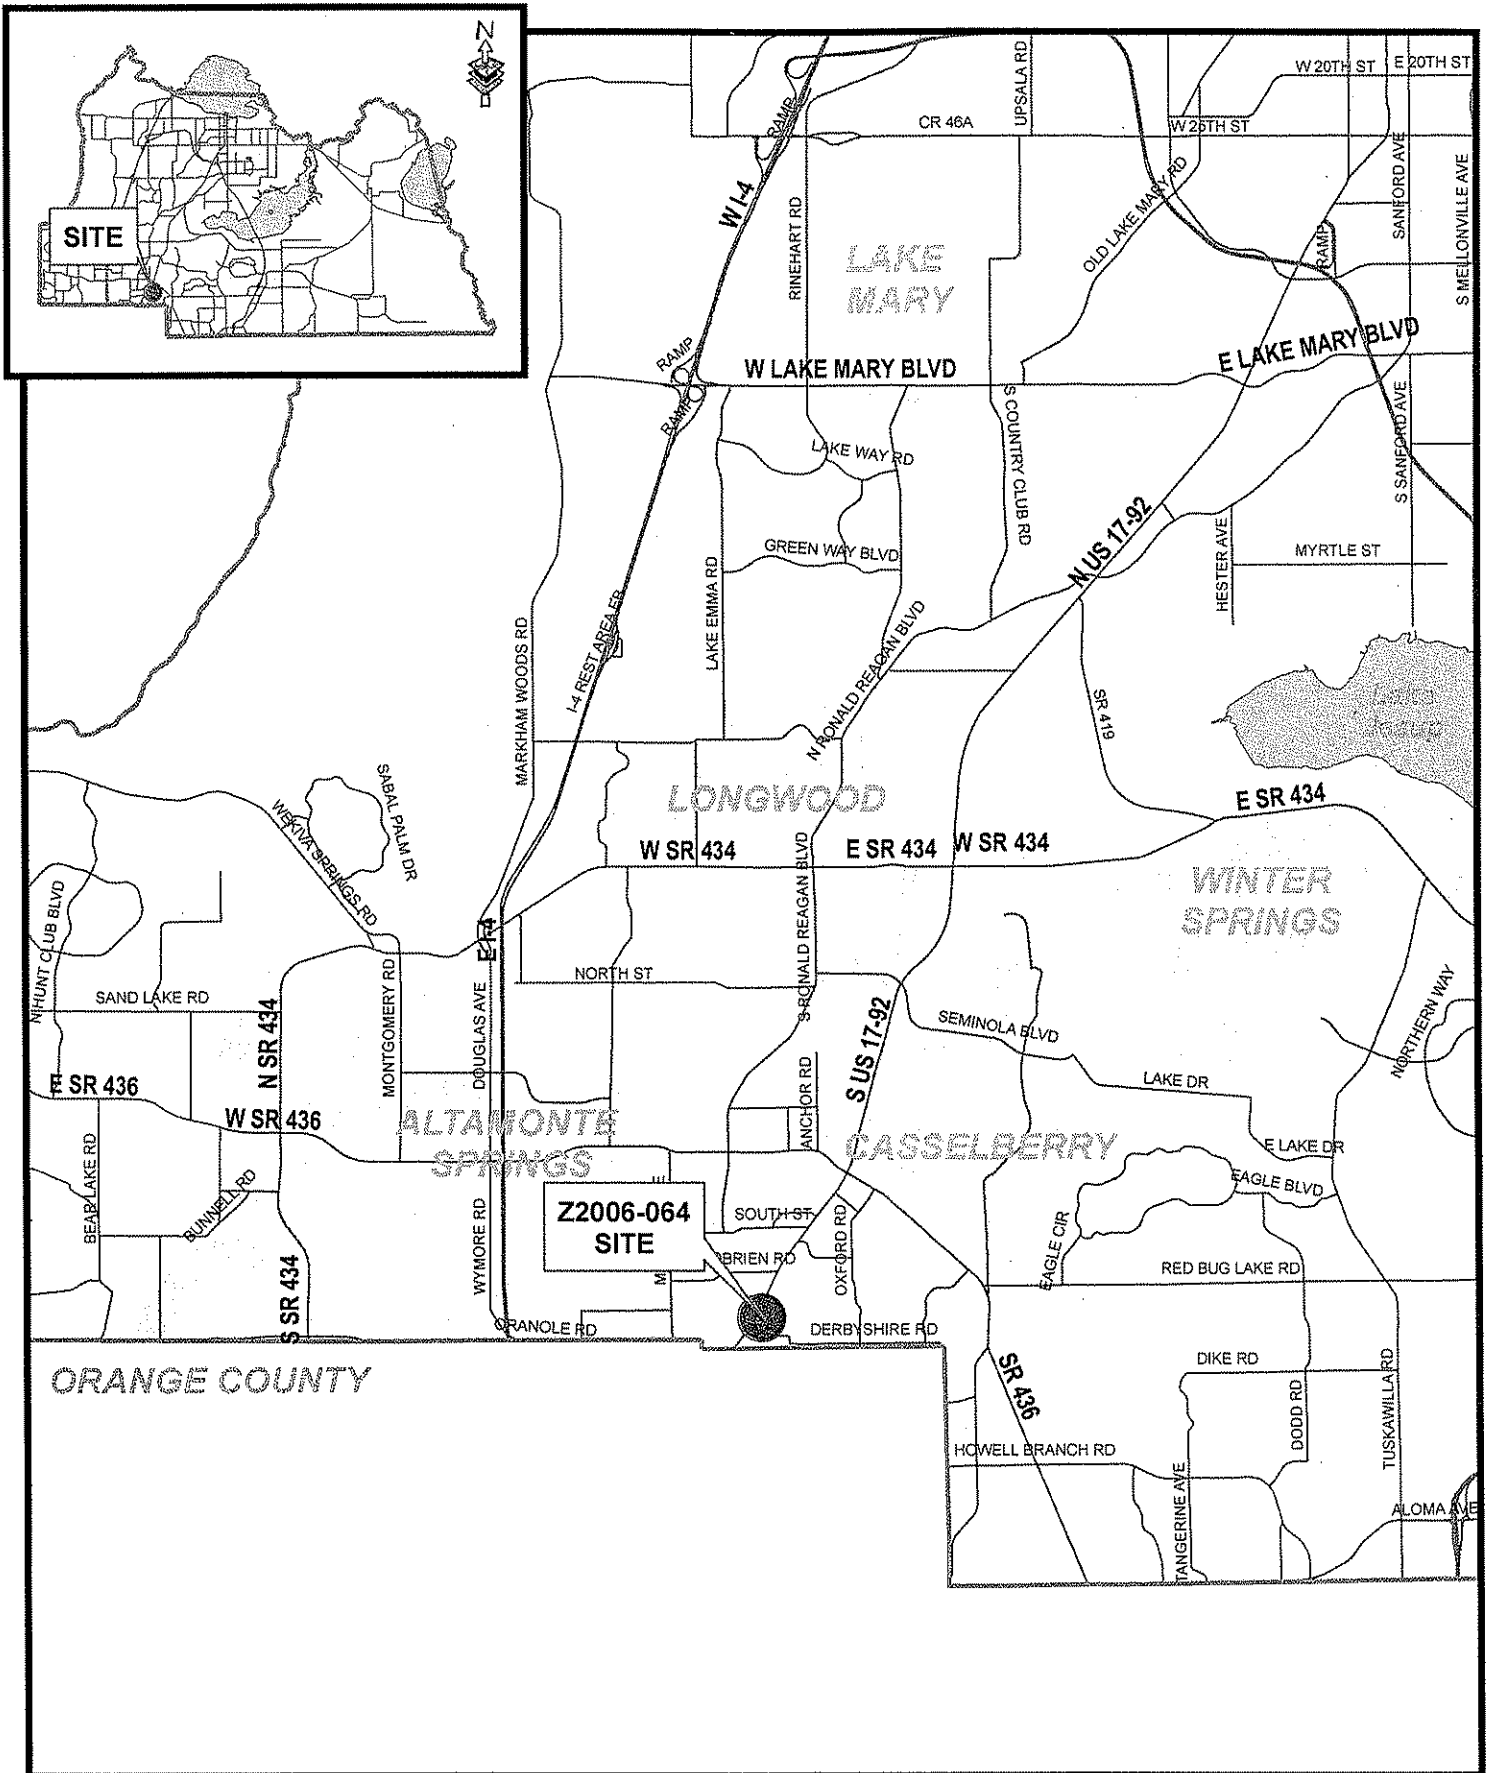 N
SITE
W 20TH ST
E 20TH ST
UPSALA RD
CR 46A
W 25TH ST
RAMP
W I-4
RINEHART RD
LAKE
MARY
OLD LAKE MARY RD
SANFORD AVE
S MELLONVILLE AVE
RAMP
RAMP
W LAKE MARY BLVD
E LAKE MARY BLVD
RAMP
S COUNTRY CLUB RD
S SANFORD AVE
LAKE WAY RD
GREEN WAY BLVD
N US 17-92
HESTER AVE
MYRTLE ST
LAKE EMMA RD
I-4 REST AREA EB
MARKHAM WOODS RD
N RONALD REAGAN BLVD
SR 419
Lake
Jessup
SABAL PALM DR
WEKIVA SPRINGS RD
LONGWOOD
E SR 434
W SR 434
E SR 434
W SR 434
WINTER
SPRINGS
N HUNT CLUB BLVD
E I-4
S RONALD REAGAN BLVD
NORTH ST
SAND LAKE RD
N SR 434
MONTGOMERY RD
DOUGLAS AVE
S US 17-92
SEMINOLA BLVD
NORTHERN WAY
LAKE DR
E SR 436
W SR 436
ALTAMONTE
SPRINGS
ANCHOR RD
CASSELBERRY
E LAKE DR
EAGLE BLVD
BEAR LAKE RD
BUNNELL RD
WYMORE RD
Z2006-064
SITE
SOUTH ST
OBRIEN RD
OXFORD RD
EAGLE CIR
RED BUG LAKE RD
S SR 434
ORANOLE RD
DERBYSHIRE RD
ORANGE COUNTY
SR 436
DIKE RD
DODD RD
TUSKAWILLA RD
HOWELL BRANCH RD
TANGERINE AVE
ALOMA AVE